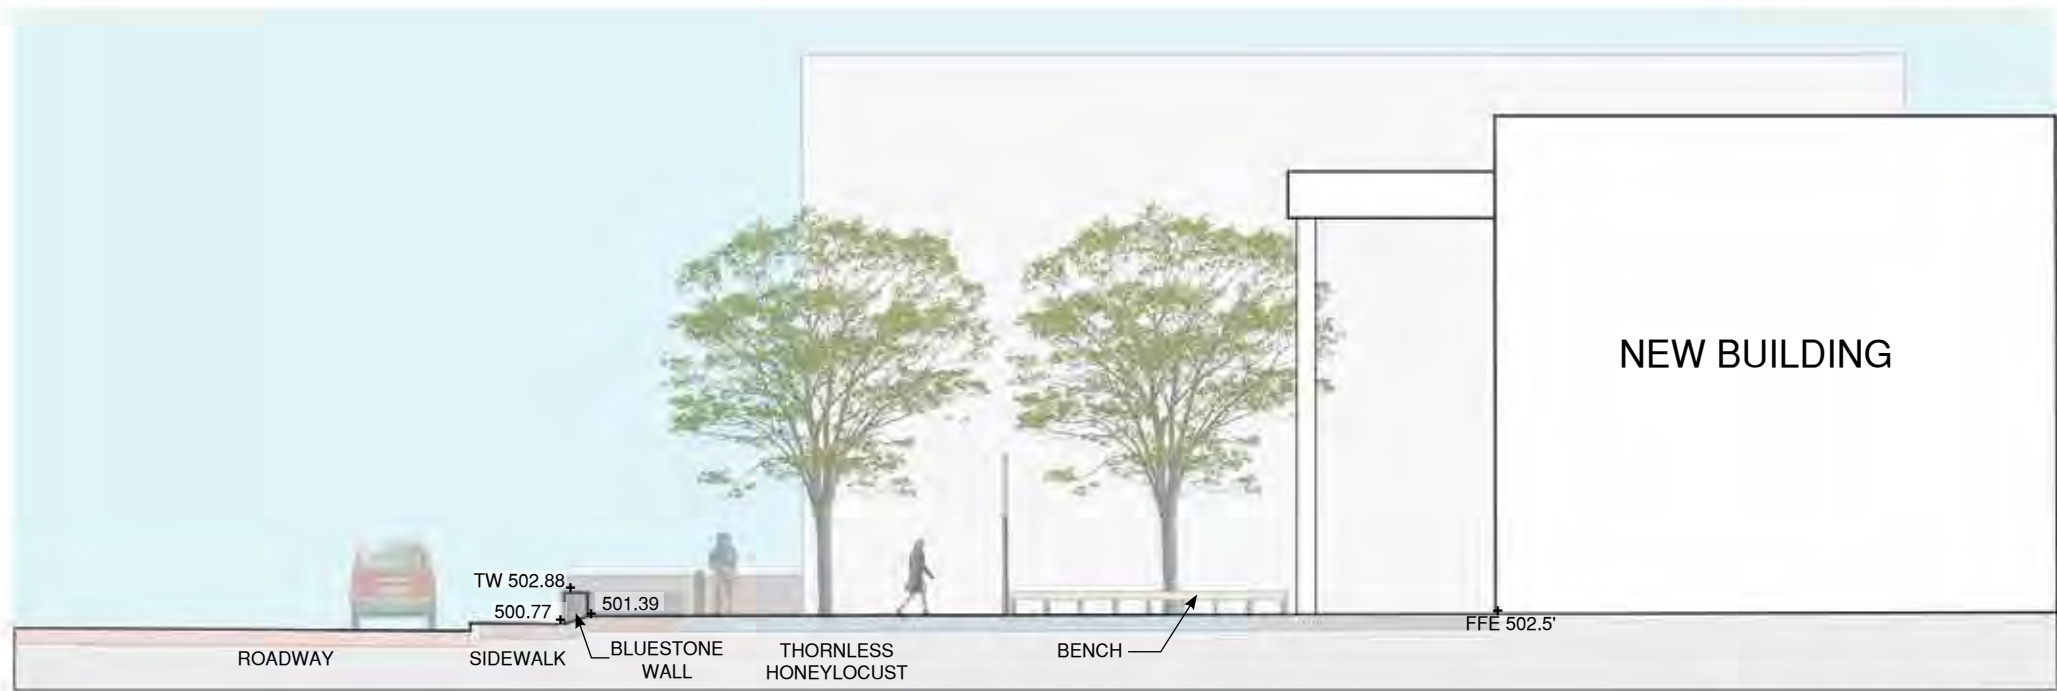 NEW BUILDING
TW 502.88
500.77
501.39
FFE 502.5'
ROADWAY
SIDEWALK
BLUESTONE
WALL
THORNLESS
HONEYLOCUST
BENCH